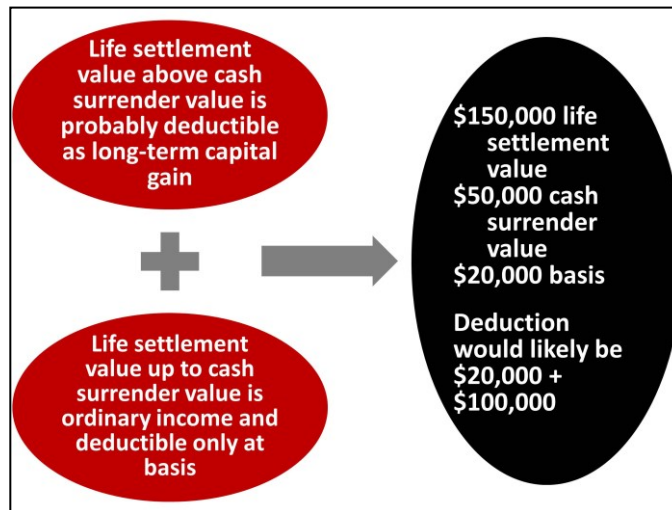 Life settlement
value above cash
surrender value is
probably deductible
as long-term capital
gain
Life settlement
value up to cash
surrender value is
ordinary income and
deductible only at
basis
$150,000 life
settlement
value
$50,000 cash
surrender
value
$20,000 basis
Deduction
would likely be
$20,000 +
$100,000